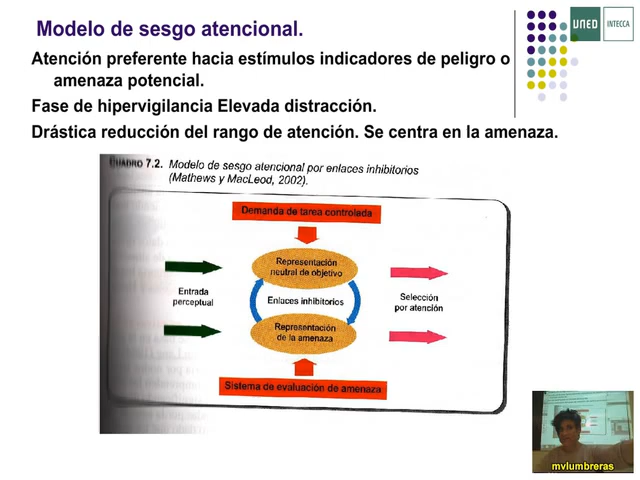 Modelo de sesgo atencional.
UNED
INTECCA
Atención preferente hacia estímulos indicadores de peligro o
amenaza potencial.
Fase de hipervigilancia Elevada distracción.
Drástica reducción del rango de atención. Se centra en la amenaza.
CUADRO 7.2. Modelo de sesgo atencional por enlaces inhibitorios
(Mathews y MacLeod, 2002).
Demanda de tarea controlada
Representación
neutral de objetivo
Entrada
perceptual
Enlaces inhibitorios
Selección
por atención
Representación
de la amenaza
Sistema de evaluación de amenaza
mvlumbreras